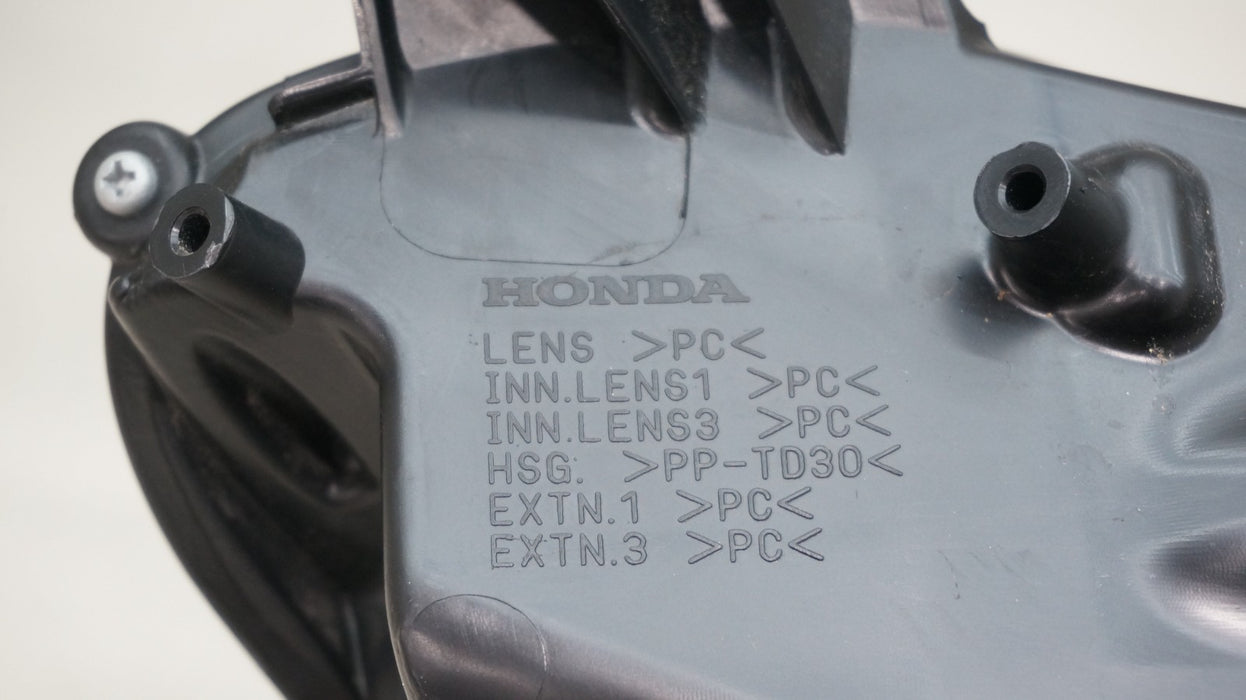 HONDA
LENS >PC<
INN.LENS1 >PC<
INN.LENS3 >PC<
HSG. >PP-TD30<
EXTN.1 >PC<
EXTN.3 >PC<